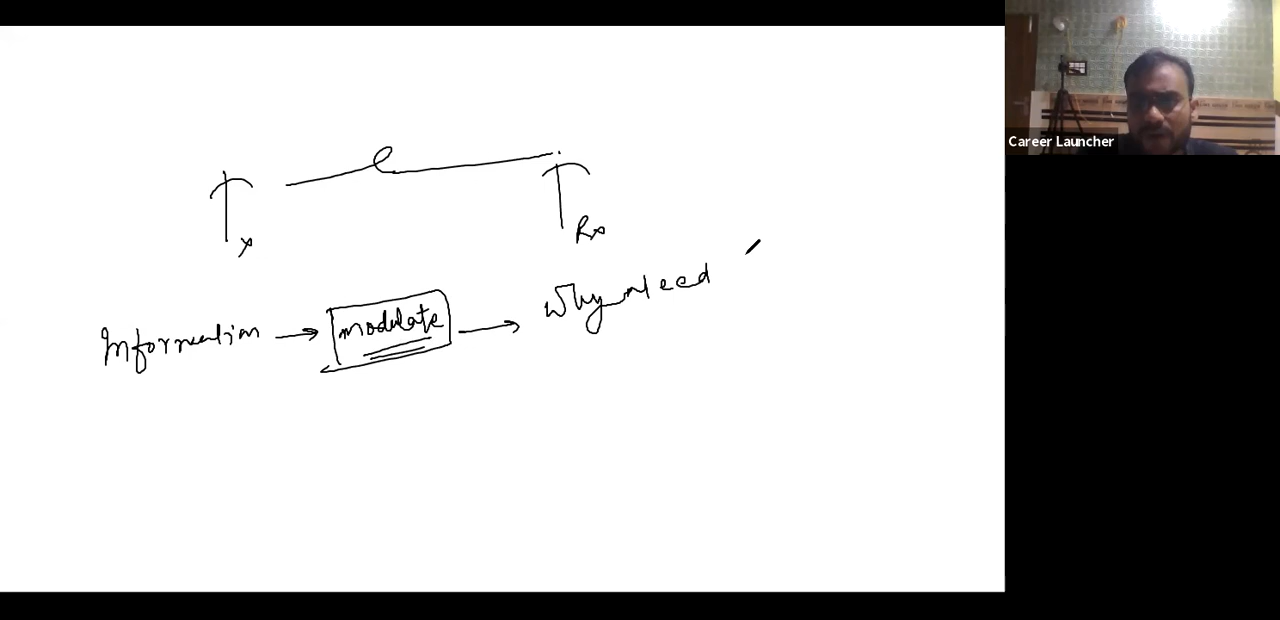 Tx
Rx
Information → modulate → Why need
Career Launcher